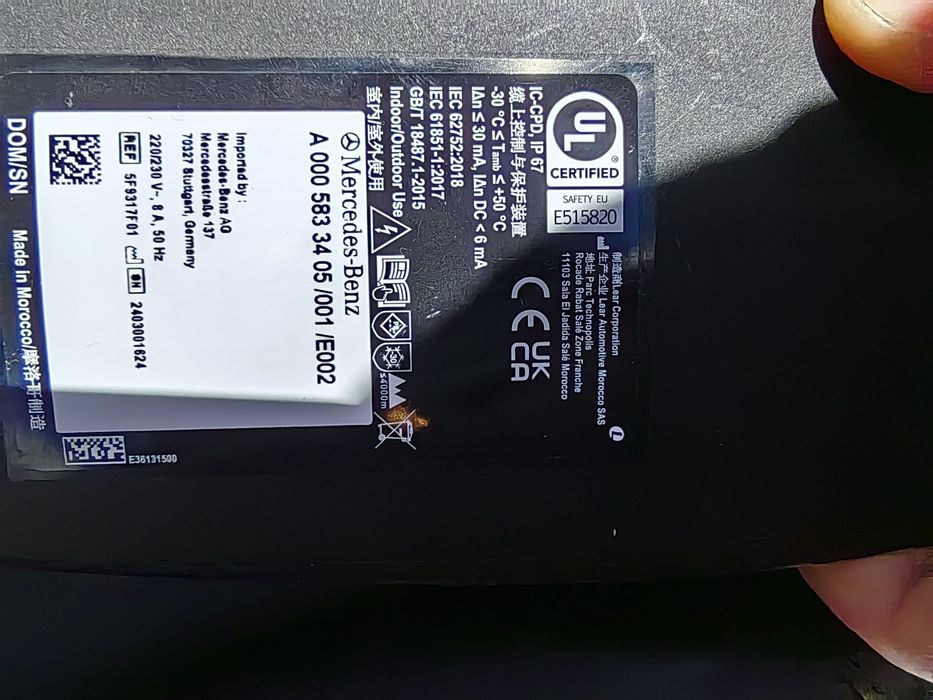 UL
®
CERTIFIED
SAFETY EU
E515820
创造商Lear Corporation
生产企业 Lear Automotive Morocco SAS
地址 Parc Technopolis
Rocade Rabat Salé Zone Franche
11103 Sala El Jadida Salé Morocco
IC-CPD, IP 67
缆上控制与保护装置
-30 °C ≤ Tamb ≤ +50 °C
IΔn ≤ 30 mA, IΔn DC < 6 mA
IEC 62752:2018
IEC 61851-1:2017
GB/T 18487.1-2015
Indoor/Outdoor Use
室内/室外使用
CE
UK
CA
-30
≤4000m
Mercedes-Benz
A 000 583 34 05 /001 /E002
Imported by :
Mercedes-Benz AG
Mercedesstraße 137
70327 Stuttgart, Germany
220/230 V~, 8 A, 50 Hz
REF 5F9317F01 SN 2403001624
E36131500
DOM/SN Made in Morocco/摩洛哥制造